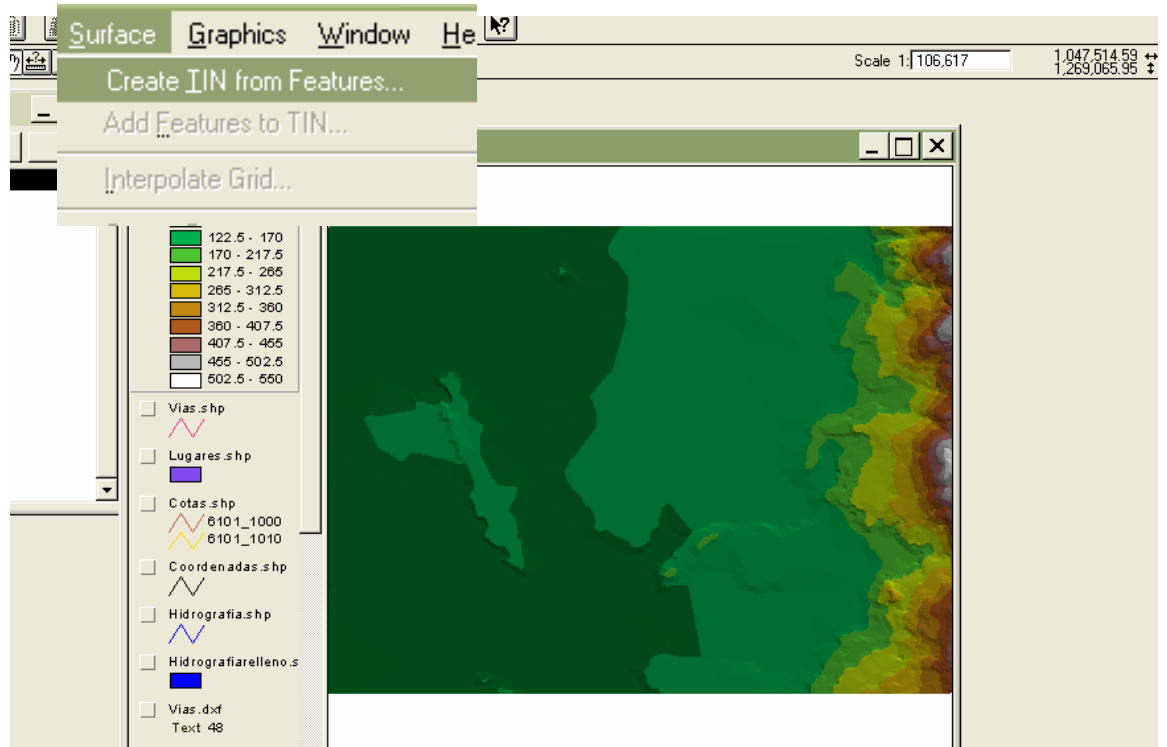 Surface Graphics Window He
Create TIN from Features...
Add Features to TIN...
Interpolate Grid...
Scale 1: 106,617
1,047,514.59
1,269,065.95
122.5 - 170
170 - 217.5
217.5 - 265
265 - 312.5
312.5 - 360
360 - 407.5
407.5 - 455
455 - 502.5
502.5 - 550
Vias.shp
Lugares.shp
Cotas.shp
6101_1000
6101_1010
Coordenadas.shp
Hidrografia.shp
Hidrografiarelleno.s
Vias.dxf
Text 48